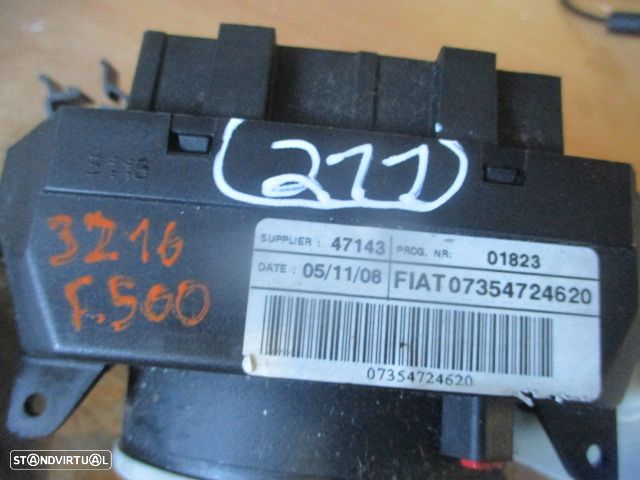 (211)
3216
F.500
SUPPLIER : 47143
PROG. NR: 01823
DATE : 05/11/08
FIAT 07354724620
07354724620
STANDVIRTUAL